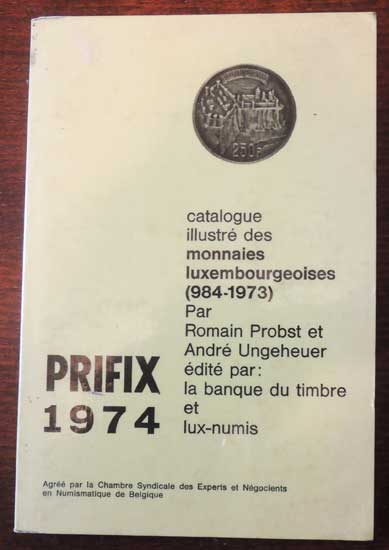 250F
catalogue
illustré des
monnaies
luxembourgeoises
(984-1973)
Par
Romain Probst et
André Ungeheuer
édité par:
la banque du timbre
et
lux-numis
PRIFIX
1974
Agréé par la Chambre Syndicale des Experts et Négocients
en Numismatique de Belgique